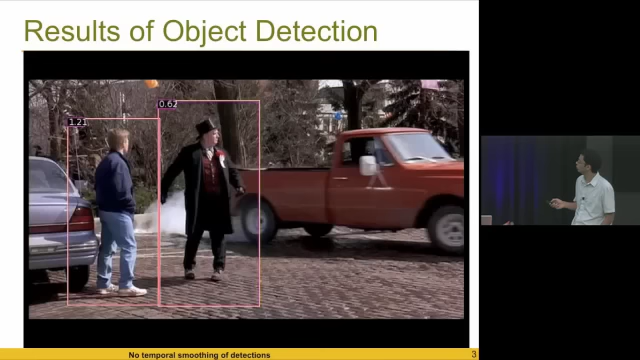 Results of Object Detection
0.62
1.21
No temporal smoothing of detections
3